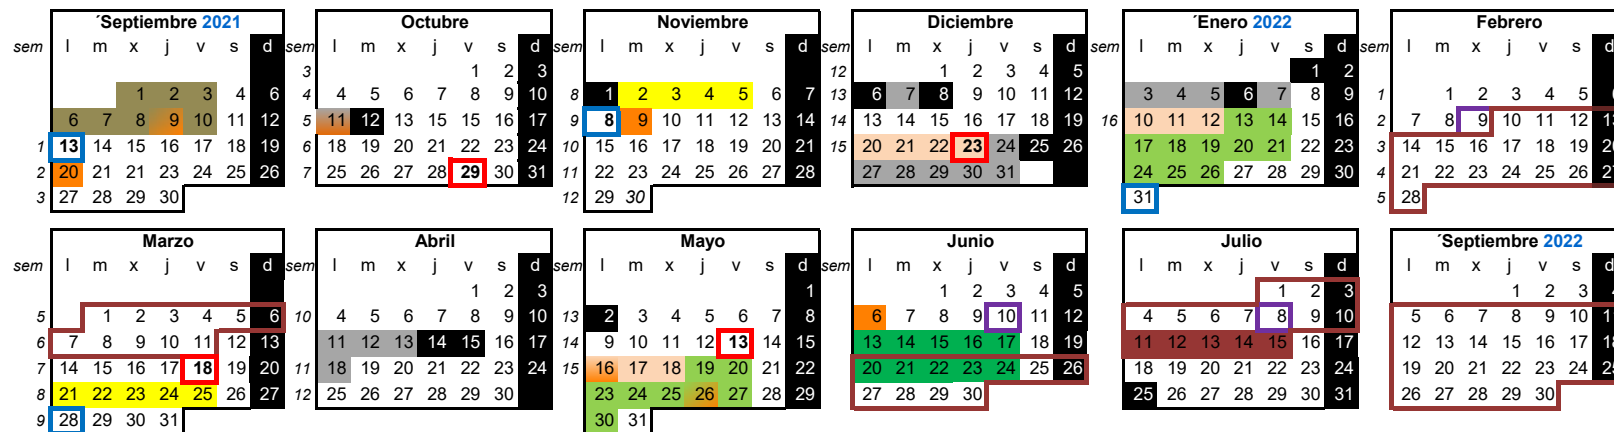 ´Septiembre 2021
sem l m x j v s d
1 2 3 4 6
6 7 8 9 10 11 12
1 13 14 15 16 17 18 19
2 20 21 21 23 24 25 26
3 27 28 29 30
Octubre
sem l m x j v s d
3 1 2 3
4 4 5 6 7 8 9 10
5 11 12 13 14 15 16 17
6 18 19 20 21 22 23 24
7 25 26 27 28 29 30 31
Noviembre
sem l m x j v s d
8 1 2 3 4 5 6 7
9 8 9 10 11 12 13 14
10 15 16 17 18 19 20 21
11 22 23 24 25 26 27 28
12 29 30
Diciembre
sem l m x j v s d
12 1 2 3 4 5
13 6 7 8 9 10 11 12
14 13 14 15 16 17 18 19
15 20 21 22 23 24 25 26
27 28 29 30 31
´Enero 2022
sem l m x j v s d
1 2
3 4 5 6 7 8 9
16 10 11 12 13 14 15 16
17 18 19 20 21 22 23
24 25 26 27 28 29 30
31
Febrero
sem l m x j v s d
1 1 2 3 4 5
2 7 8 9 10 11 12 13
3 14 15 16 17 18 19 20
4 21 22 23 24 25 26 27
5 28
Marzo
sem l m x j v s d
5 1 2 3 4 5 6
6 7 8 9 10 11 12 13
7 14 15 16 17 18 19 20
8 21 22 23 24 25 26 27
9 28 29 30 31
Abril
sem l m x j v s d
1 2 3
10 4 5 6 7 8 9 10
11 12 13 14 15 16 17
11 18 19 20 21 22 23 24
12 25 26 27 28 29 30
Mayo
l m x j v s d
1
13 2 3 4 5 6 7 8
14 9 10 11 12 13 14 15
15 16 17 18 19 20 21 22
23 24 25 26 27 28 29
30 31
Junio
sem l m x j v s d
1 2 3 4 5
6 7 8 9 10 11 12
13 14 15 16 17 18 19
20 21 22 23 24 25 26
27 28 29 30
Julio
l m x j v s d
1 2 3
4 5 6 7 8 9 10
11 12 13 14 15 16 17
18 19 20 21 22 23 24
25 26 27 28 29 30 31
´Septiembre 2022
l m x j v s d
1 2 3
5 6 7 8 9 10
12 13 14 15 16 17 18
19 20 21 22 23 24 25
26 27 28 29 30